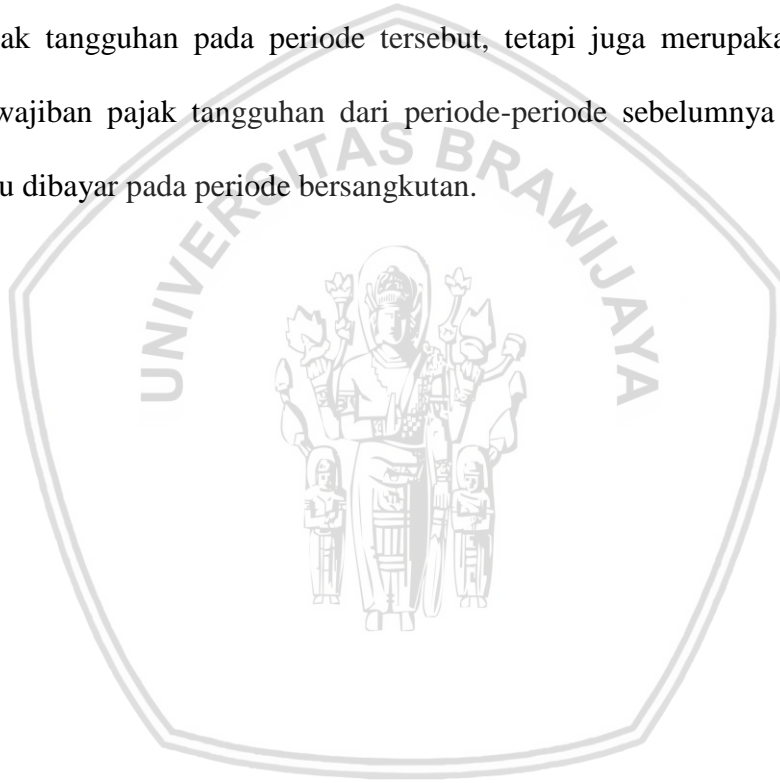 ak tangguhan pada periode tersebut, tetapi juga merupaka
wajiban pajak tangguhan dari periode-periode sebelumnya
u dibayar pada periode bersangkutan.
UNIVERSITAS BRAWIJAYA